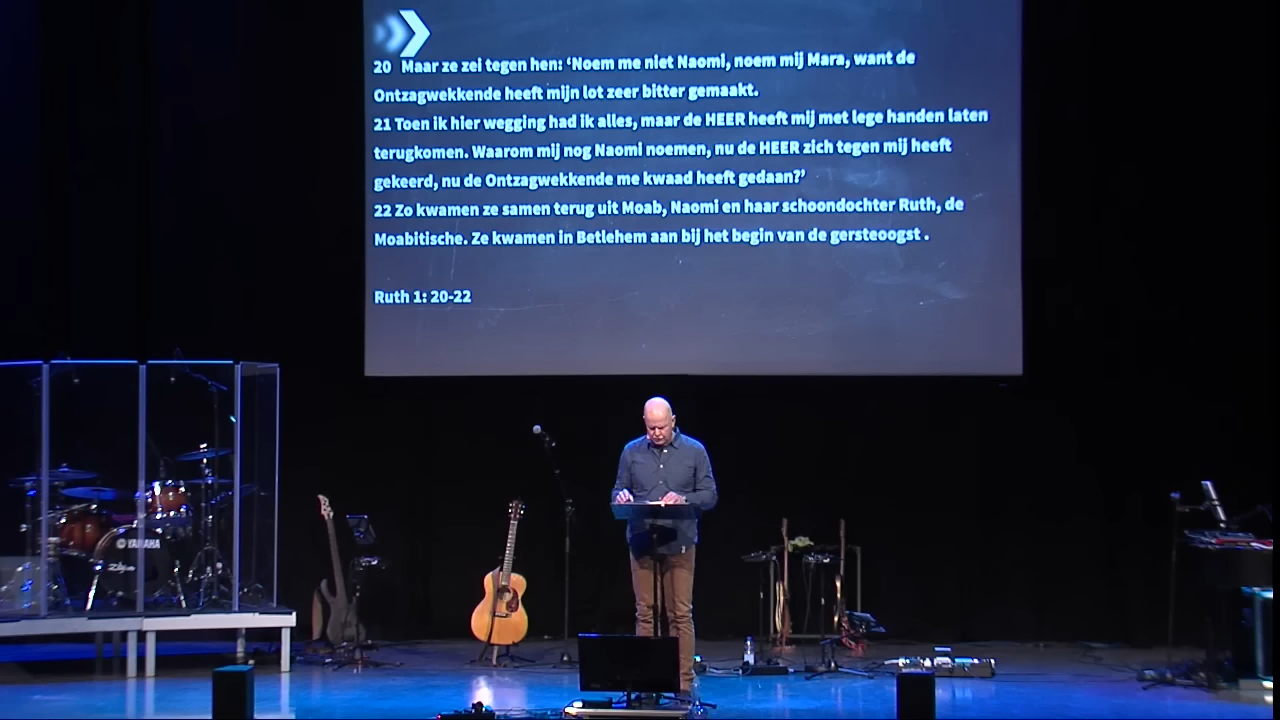 20 Maar ze zei tegen hen: ‘Noem me niet Naomi, noem mij Mara, want de
Ontzagwekkende heeft mijn lot zeer bitter gemaakt.
21 Toen ik hier wegging had ik alles, maar de HEER heeft mij met lege handen laten
terugkomen. Waarom mij nog Naomi noemen, nu de HEER zich tegen mij heeft
gekeerd, nu de Ontzagwekkende me kwaad heeft gedaan?’
22 Zo kwamen ze samen terug uit Moab, Naomi en haar schoondochter Ruth, de
Moabitische. Ze kwamen in Betlehem aan bij het begin van de gersteoogst .
Ruth 1: 20-22
YAMAHA